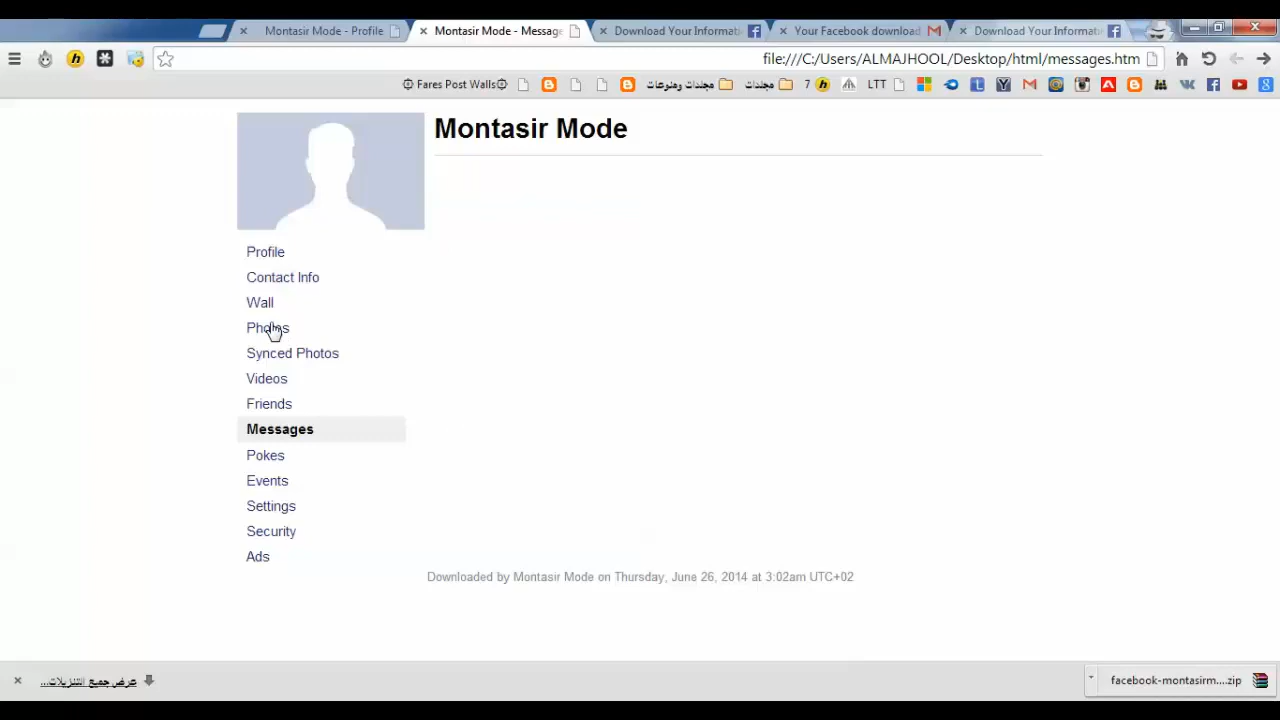 Montasir Mode - Profile
Montasir Mode - Message
Download Your Informati
Your Facebook download
Download Your Informati
file:///C:/Users/ALMAJHOOL/Desktop/html/messages.htm
Fares Post Walls
مجلدات ومنوعات
مجلدات
7
LTT
Montasir Mode
Profile
Contact Info
Wall
Photos
Synced Photos
Videos
Friends
Messages
Pokes
Events
Settings
Security
Ads
Downloaded by Montasir Mode on Thursday, June 26, 2014 at 3:02am UTC+02
عرض جميع التنزيلات...
facebook-montasirm....zip